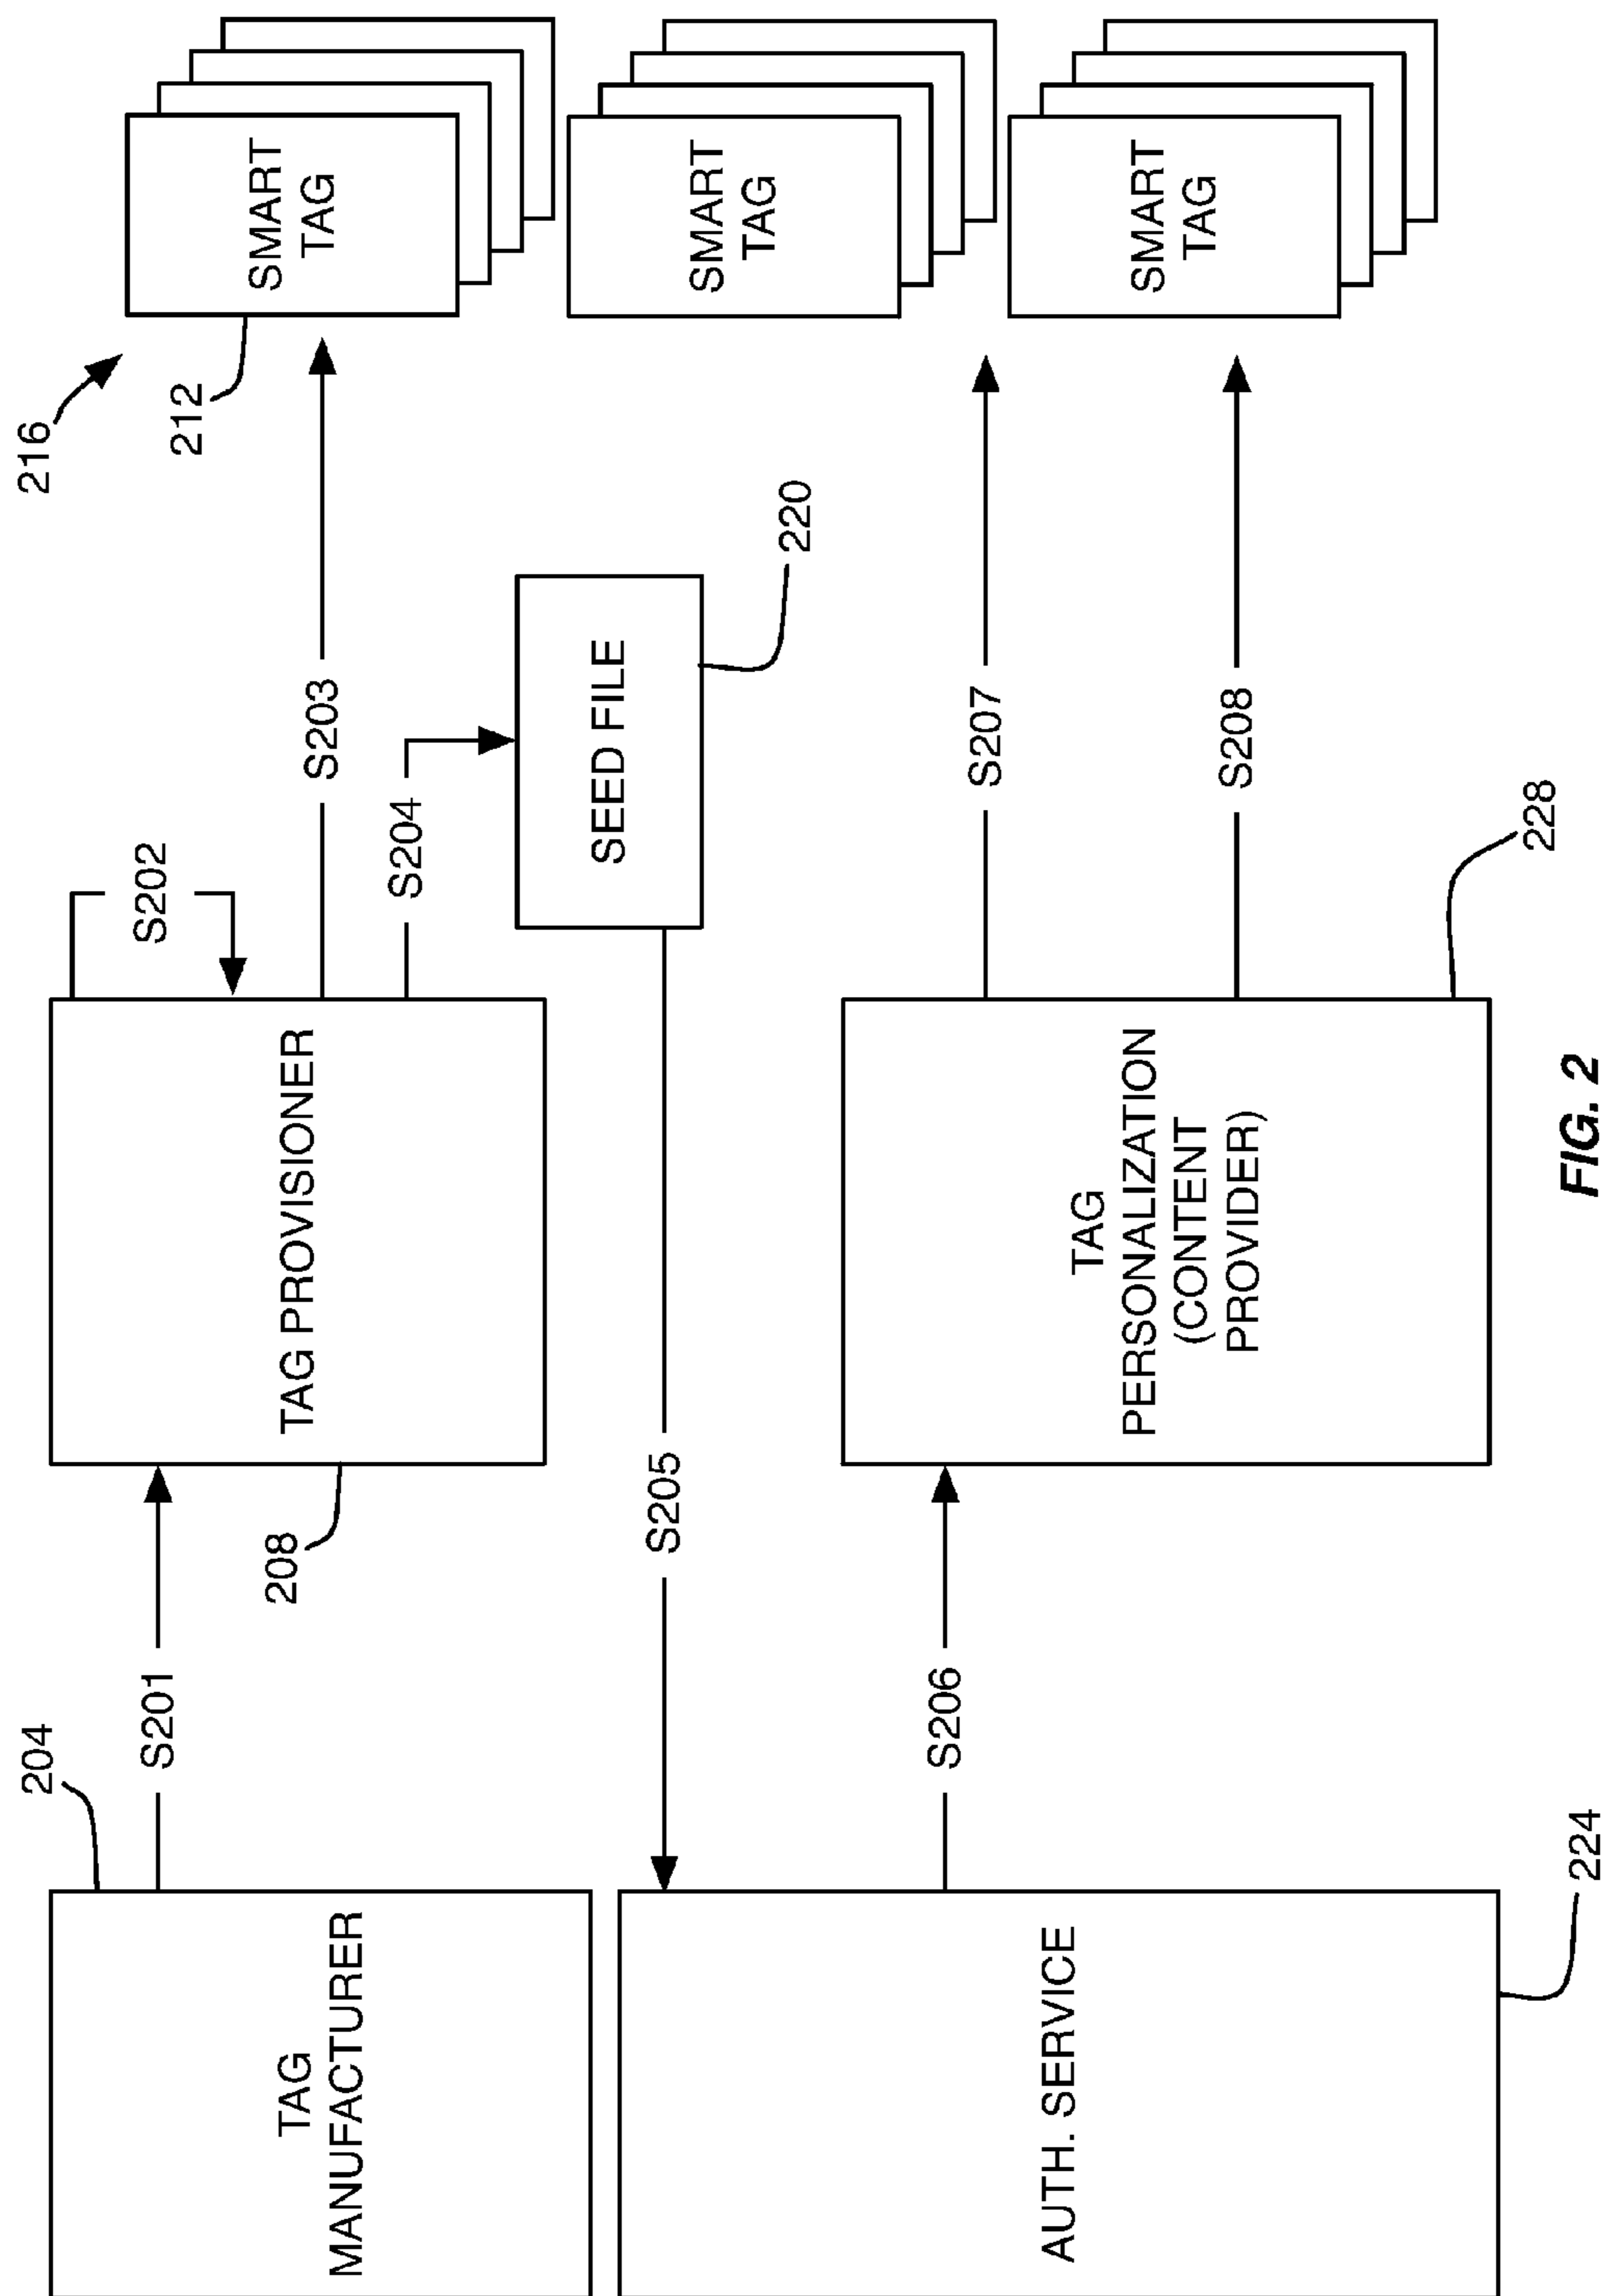 204
TAG
MANUFACTURER
S201
208
TAG PROVISIONER
S202
S203
S204
216
212
SMART
TAG
SEED FILE
220
S205
SMART
TAG
AUTH. SERVICE
224
S206
TAG
PERSONALIZATION
(CONTENT
PROVIDER)
228
S207
S208
SMART
TAG
FIG. 2